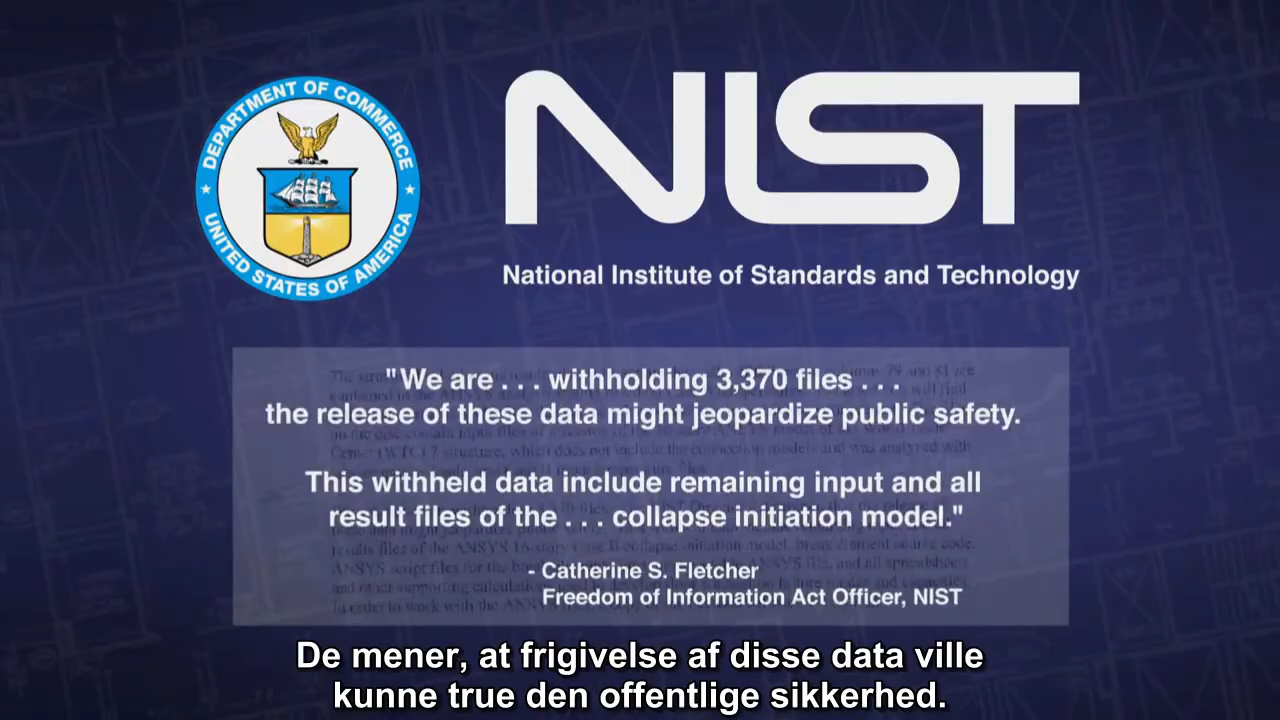 DEPARTMENT OF COMMERCE
UNITED STATES OF AMERICA
NIST
National Institute of Standards and Technology
"We are . . . withholding 3,370 files . . .
the release of these data might jeopardize public safety.
This withheld data include remaining input and all
result files of the . . . collapse initiation model."
- Catherine S. Fletcher
Freedom of Information Act Officer, NIST
De mener, at frigivelse af disse data ville
kunne true den offentlige sikkerhed.